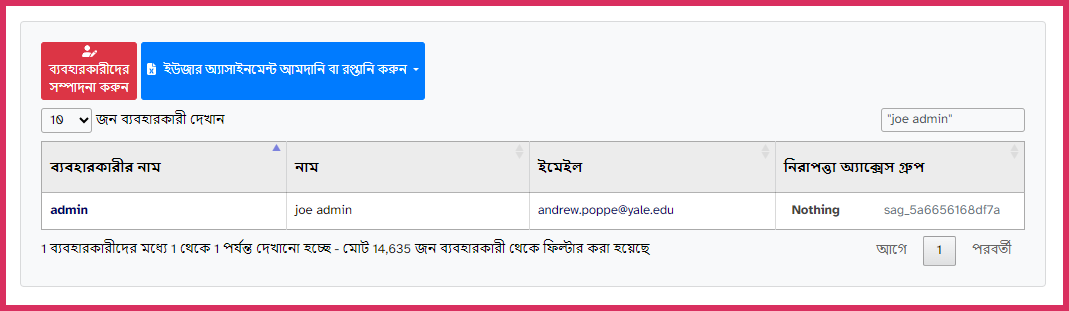 ব্যবহারকারীদের
সম্পাদনা করুন
ইউজার অ্যাসাইনমেন্ট আমদানি বা রপ্তানি করুন
10 জন ব্যবহারকারী দেখান
"joe admin"
ব্যবহারকারীর নাম নাম ইমেইল নিরাপত্তা অ্যাক্সেস গ্রুপ
admin joe admin andrew.poppe@yale.edu Nothing sag_5a6656168df7a
1 ব্যবহারকারীদের মধ্যে 1 থেকে 1 পর্যন্ত দেখানো হচ্ছে - মোট 14,635 জন ব্যবহারকারী থেকে ফিল্টার করা হয়েছে
আগে 1 পরবর্তী